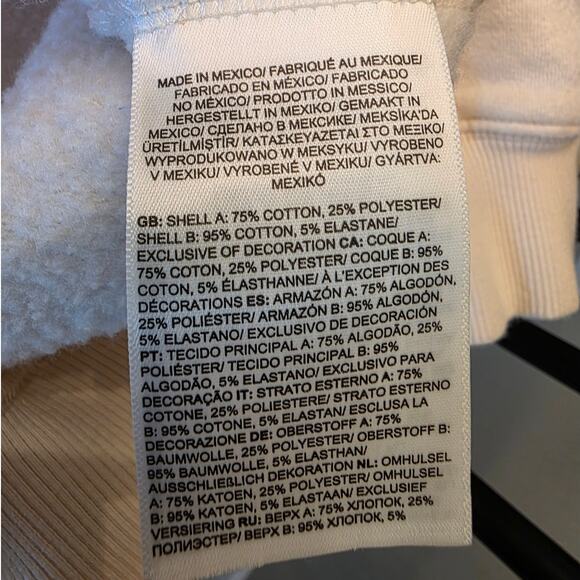 MADE IN MEXICO/ FABRIQUÉ AU MEXIQUE/
FABRICADO EN MÉXICO/ FABRICADO
NO MÉXICO/ PRODOTTO IN MESSICO/
HERGESTELLT IN MEXIKO/ GEMAAKT IN
MEXICO/ СДЕЛАНО В МЕКСИКЕ/ MEKSİKA'DA
ÜRETİLMİŞTİR/ ΚΑΤΑΣΚΕΥΑΖΕΤΑΙ ΣΤΟ ΜΕΞΙΚΟ/
WYPRODUKOWANO W MEKSYKU/ VYROBENO
V MEXIKU/ VYROBENÉ V MEXIKU/ GYÁRTVA:
MEXIKÓ
GB: SHELL A: 75% COTTON, 25% POLYESTER/
SHELL B: 95% COTTON, 5% ELASTANE/
EXCLUSIVE OF DECORATION CA: COQUE A:
75% COTON, 25% POLYESTER/ COQUE B: 95%
COTON, 5% ÉLASTHANNE/ À L'EXCEPTION DES
DÉCORATIONS ES: ARMAZÓN A: 75% ALGODÓN,
25% POLIÉSTER/ ARMAZÓN B: 95% ALGODÓN,
5% ELASTANO/ EXCLUSIVO DE DECORACIÓN
PT: TECIDO PRINCIPAL A: 75% ALGODÃO, 25%
POLIÉSTER/ TECIDO PRINCIPAL B: 95%
ALGODÃO, 5% ELASTANO/ EXCLUSIVO PARA
DECORAÇÃO IT: STRATO ESTERNO A: 75%
COTONE, 25% POLIESTERE/ STRATO ESTERNO
B: 95% COTONE, 5% ELASTAN/ ESCLUSA LA
DECORAZIONE DE: OBERSTOFF A: 75%
BAUMWOLLE, 25% POLYESTER/ OBERSTOFF B:
95% BAUMWOLLE, 5% ELASTHAN/
AUSSCHLIEßLICH DEKORATION NL: OMHULSEL
A: 75% KATOEN, 25% POLYESTER/ OMHULSEL
B: 95% KATOEN, 5% ELASTAAN/ EXCLUSIEF
VERSIERING RU: ВЕРХ A: 75% ХЛОПОК, 25%
ПОЛИЭСТЕР/ ВЕРХ B: 95% ХЛОПОК, 5%